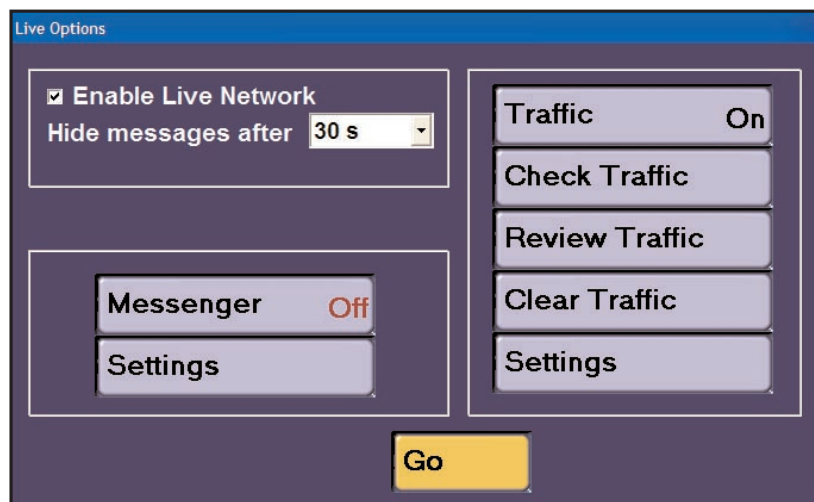 Live Options
Enable Live Network
Hide messages after 30 s
Messenger Off
Settings
Traffic On
Check Traffic
Review Traffic
Clear Traffic
Settings
Go